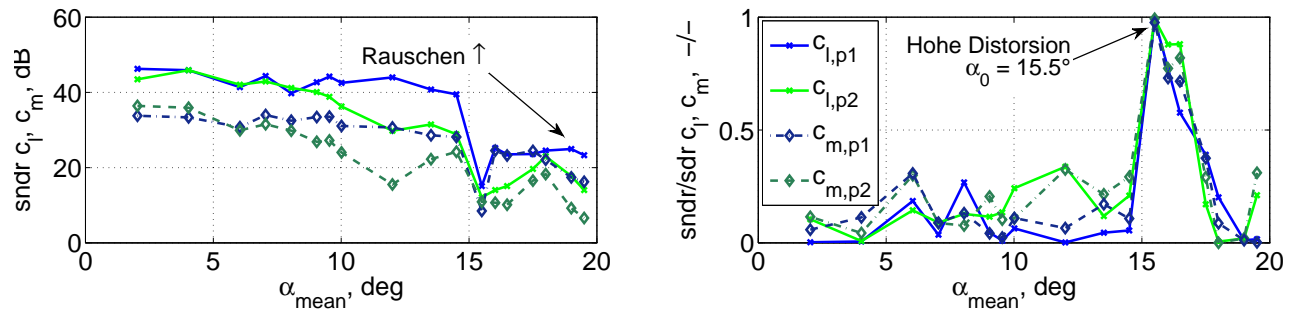 sndr c_l, c_m, dB
60
40
20
0
0 5 10 15 20
α_mean, deg
Rauschen ↑
sndr/sdr c_l, c_m, −/−
1
0.5
0
0 5 10 15 20
α_mean, deg
c_l,p1
c_l,p2
c_m,p1
c_m,p2
Hohe Distorsion
α_0 = 15.5°